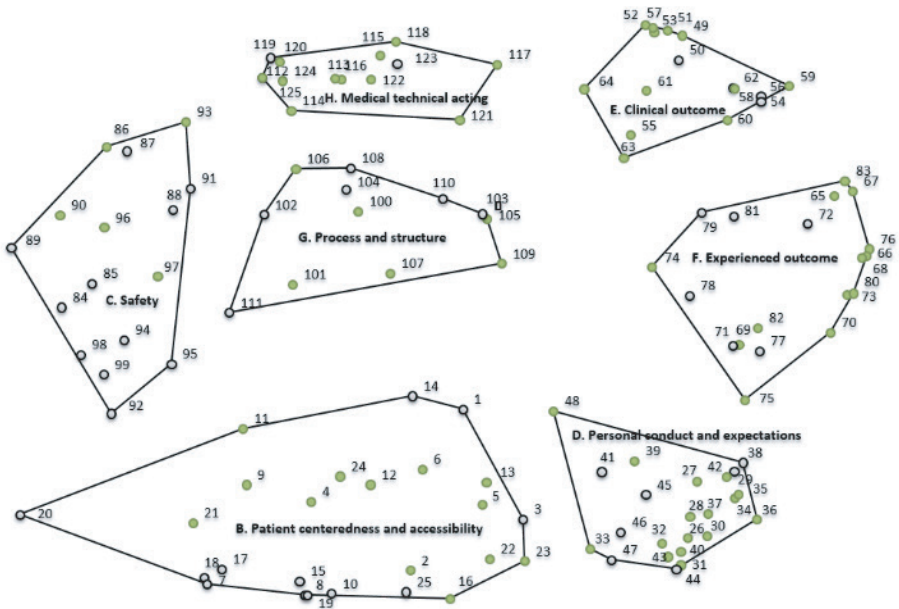 52 57 53 51 49
50
64 61 62 56 59
58 54
E. Clinical outcome
60
55
63
119 120 115 118
123 117
112 124 113 116 122
125
H. Medical technical acting
114
121
93
86
87
91
88
90
96
89
85 97
84 C. Safety
94
98
95
99
92
106 108
104 110
100 103
102 105
G. Process and structure
109
101 107
111
83
67
65
81 72
79
76
66
74 F. Experienced outcome
68
78 80
73
82
71 69 70
77
75
14
1
11
6
24
9 12 13
4 5
20 21 3
B. Patient centeredness and accessibility
22
18 17 2 23
7 15
8 10 25 16
19
48
D. Personal conduct and expectations
38
41 39
27 42 29
45 35
28 37 34 36
46 26 30
33 32
47 43 40
31
44